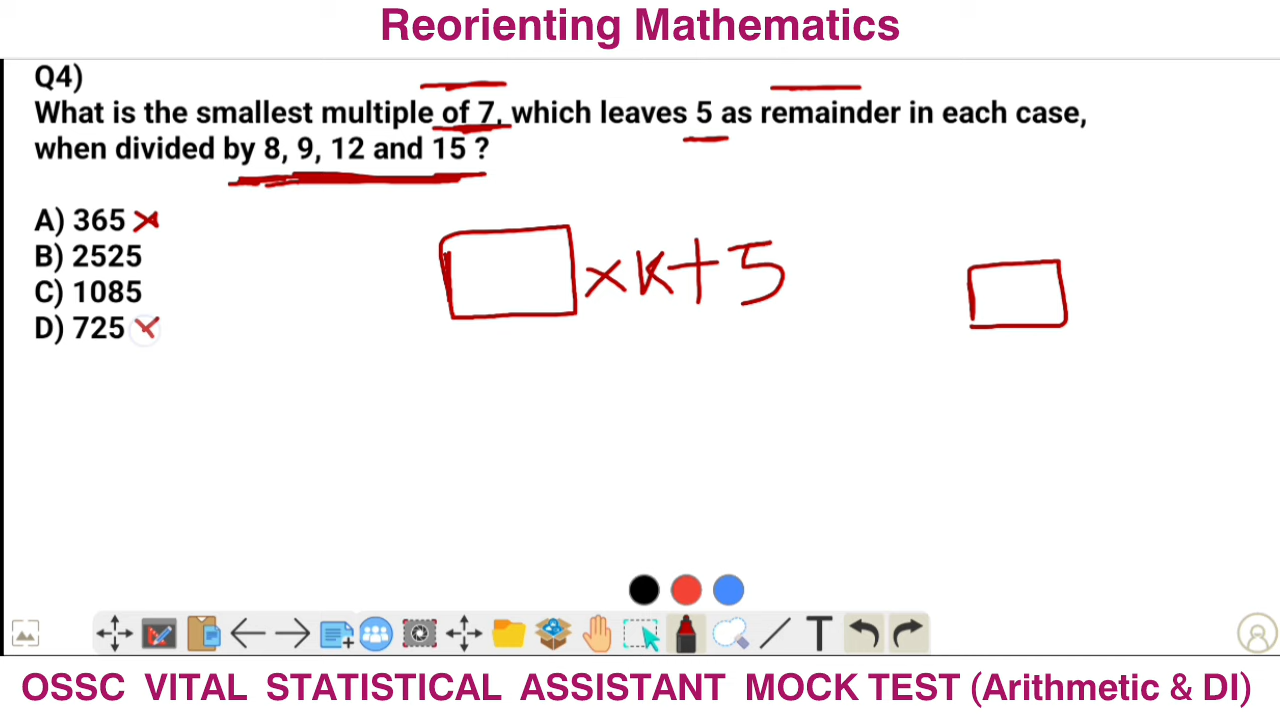 Reorienting Mathematics
Q4)
What is the smallest multiple of 7, which leaves 5 as remainder in each case,
when divided by 8, 9, 12 and 15 ?
A) 365 ×
B) 2525
C) 1085
D) 725 ×
□ × K + 5
T
OSSC VITAL STATISTICAL ASSISTANT MOCK TEST (Arithmetic & DI)